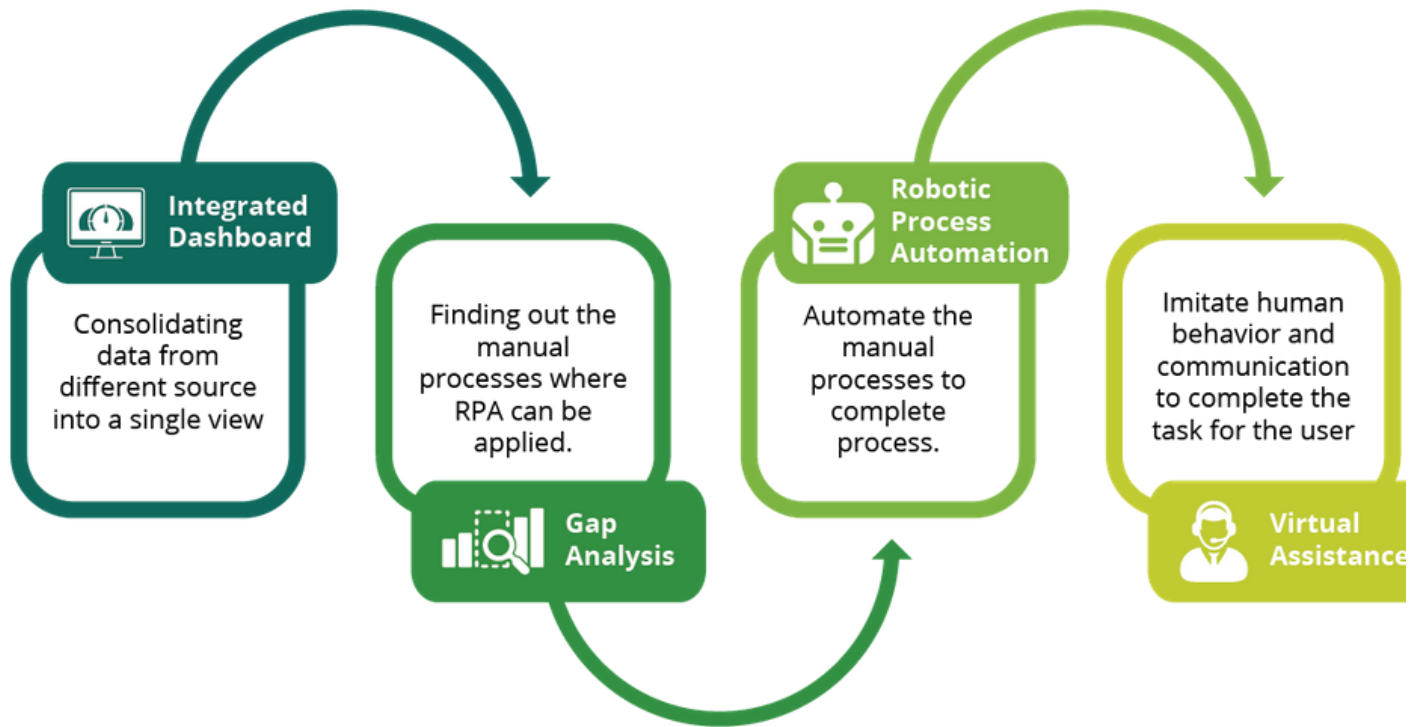 Integrated
Dashboard
Consolidating
data from
different source
into a single view
Finding out the
manual
processes where
RPA can be
applied.
Gap
Analysis
Robotic
Process
Automation
Automate the
manual
processes to
complete
process.
Imitate human
behavior and
communication
to complete the
task for the user
Virtual
Assistance